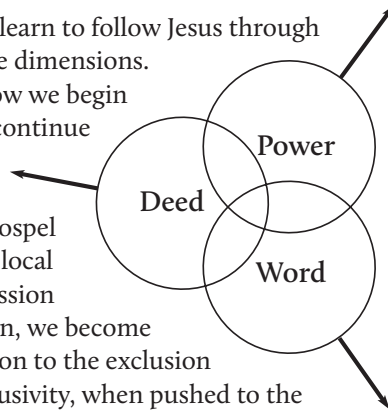 learn to follow Jesus through
e dimensions.
ow we begin
continue
Power
Deed
ospel
local
Word
ssion
n, we become
on to the exclusion
usivity, when pushed to the